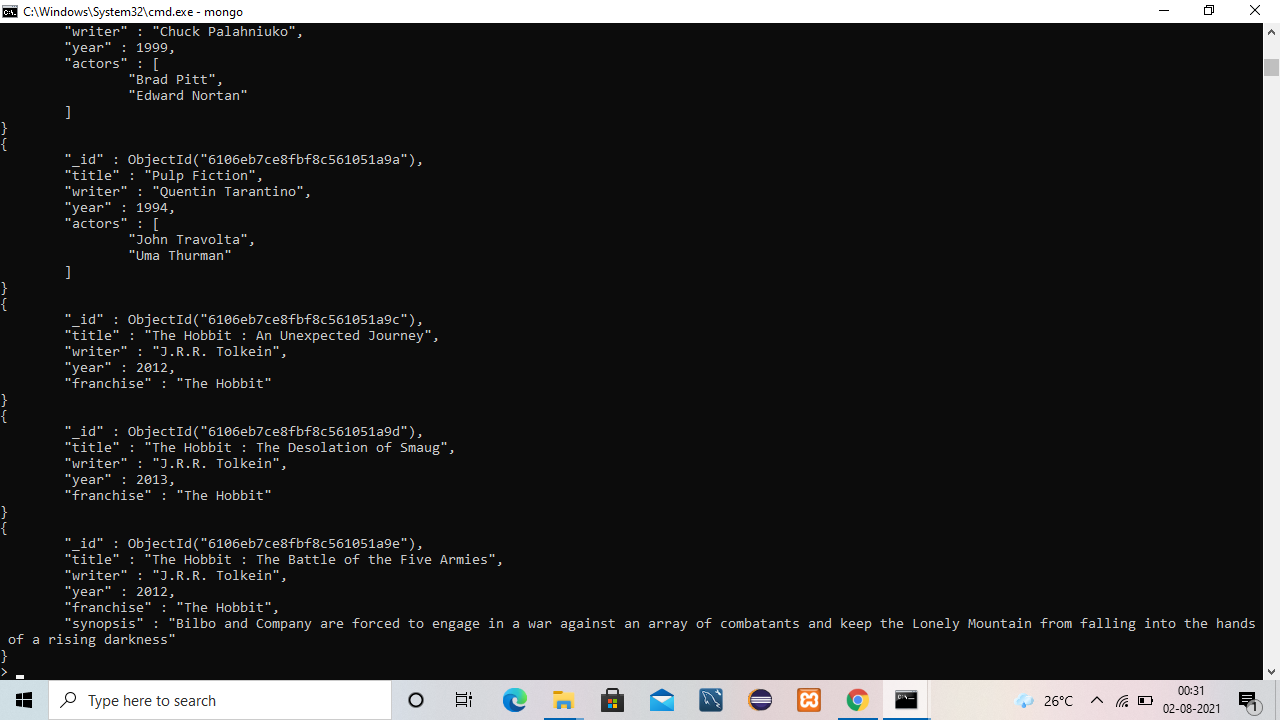 C:\Windows\System32\cmd.exe - mongo
"writer" : "Chuck Palahniuko",
"year" : 1999,
"actors" : [
"Brad Pitt",
"Edward Nortan"
]
}
{
"_id" : ObjectId("6106eb7ce8fbf8c561051a9a"),
"title" : "Pulp Fiction",
"writer" : "Quentin Tarantino",
"year" : 1994,
"actors" : [
"John Travolta",
"Uma Thurman"
]
}
{
"_id" : ObjectId("6106eb7ce8fbf8c561051a9c"),
"title" : "The Hobbit : An Unexpected Journey",
"writer" : "J.R.R. Tolkein",
"year" : 2012,
"franchise" : "The Hobbit"
}
{
"_id" : ObjectId("6106eb7ce8fbf8c561051a9d"),
"title" : "The Hobbit : The Desolation of Smaug",
"writer" : "J.R.R. Tolkein",
"year" : 2013,
"franchise" : "The Hobbit"
}
{
"_id" : ObjectId("6106eb7ce8fbf8c561051a9e"),
"title" : "The Hobbit : The Battle of the Five Armies",
"writer" : "J.R.R. Tolkein",
"year" : 2012,
"franchise" : "The Hobbit",
"synopsis" : "Bilbo and Company are forced to engage in a war against an array of combatants and keep the Lonely Mountain from falling into the hands
of a rising darkness"
}
>
Type here to search
26°C
00:31
02-08-2021
1